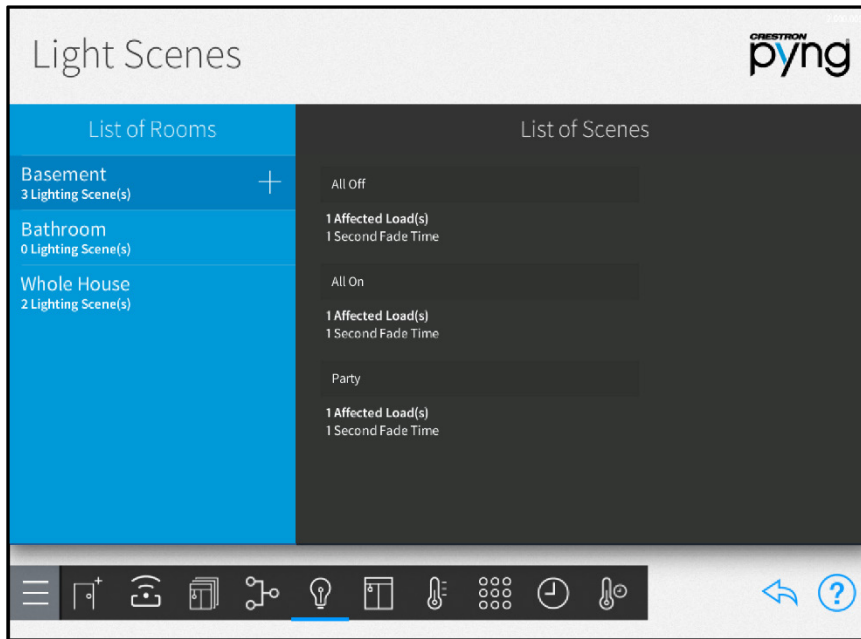 Light Scenes
CRESTRON
pyng
List of Rooms
List of Scenes
Basement
3 Lighting Scene(s)
Bathroom
0 Lighting Scene(s)
Whole House
2 Lighting Scene(s)
All Off
1 Affected Load(s)
1 Second Fade Time
All On
1 Affected Load(s)
1 Second Fade Time
Party
1 Affected Load(s)
1 Second Fade Time
?